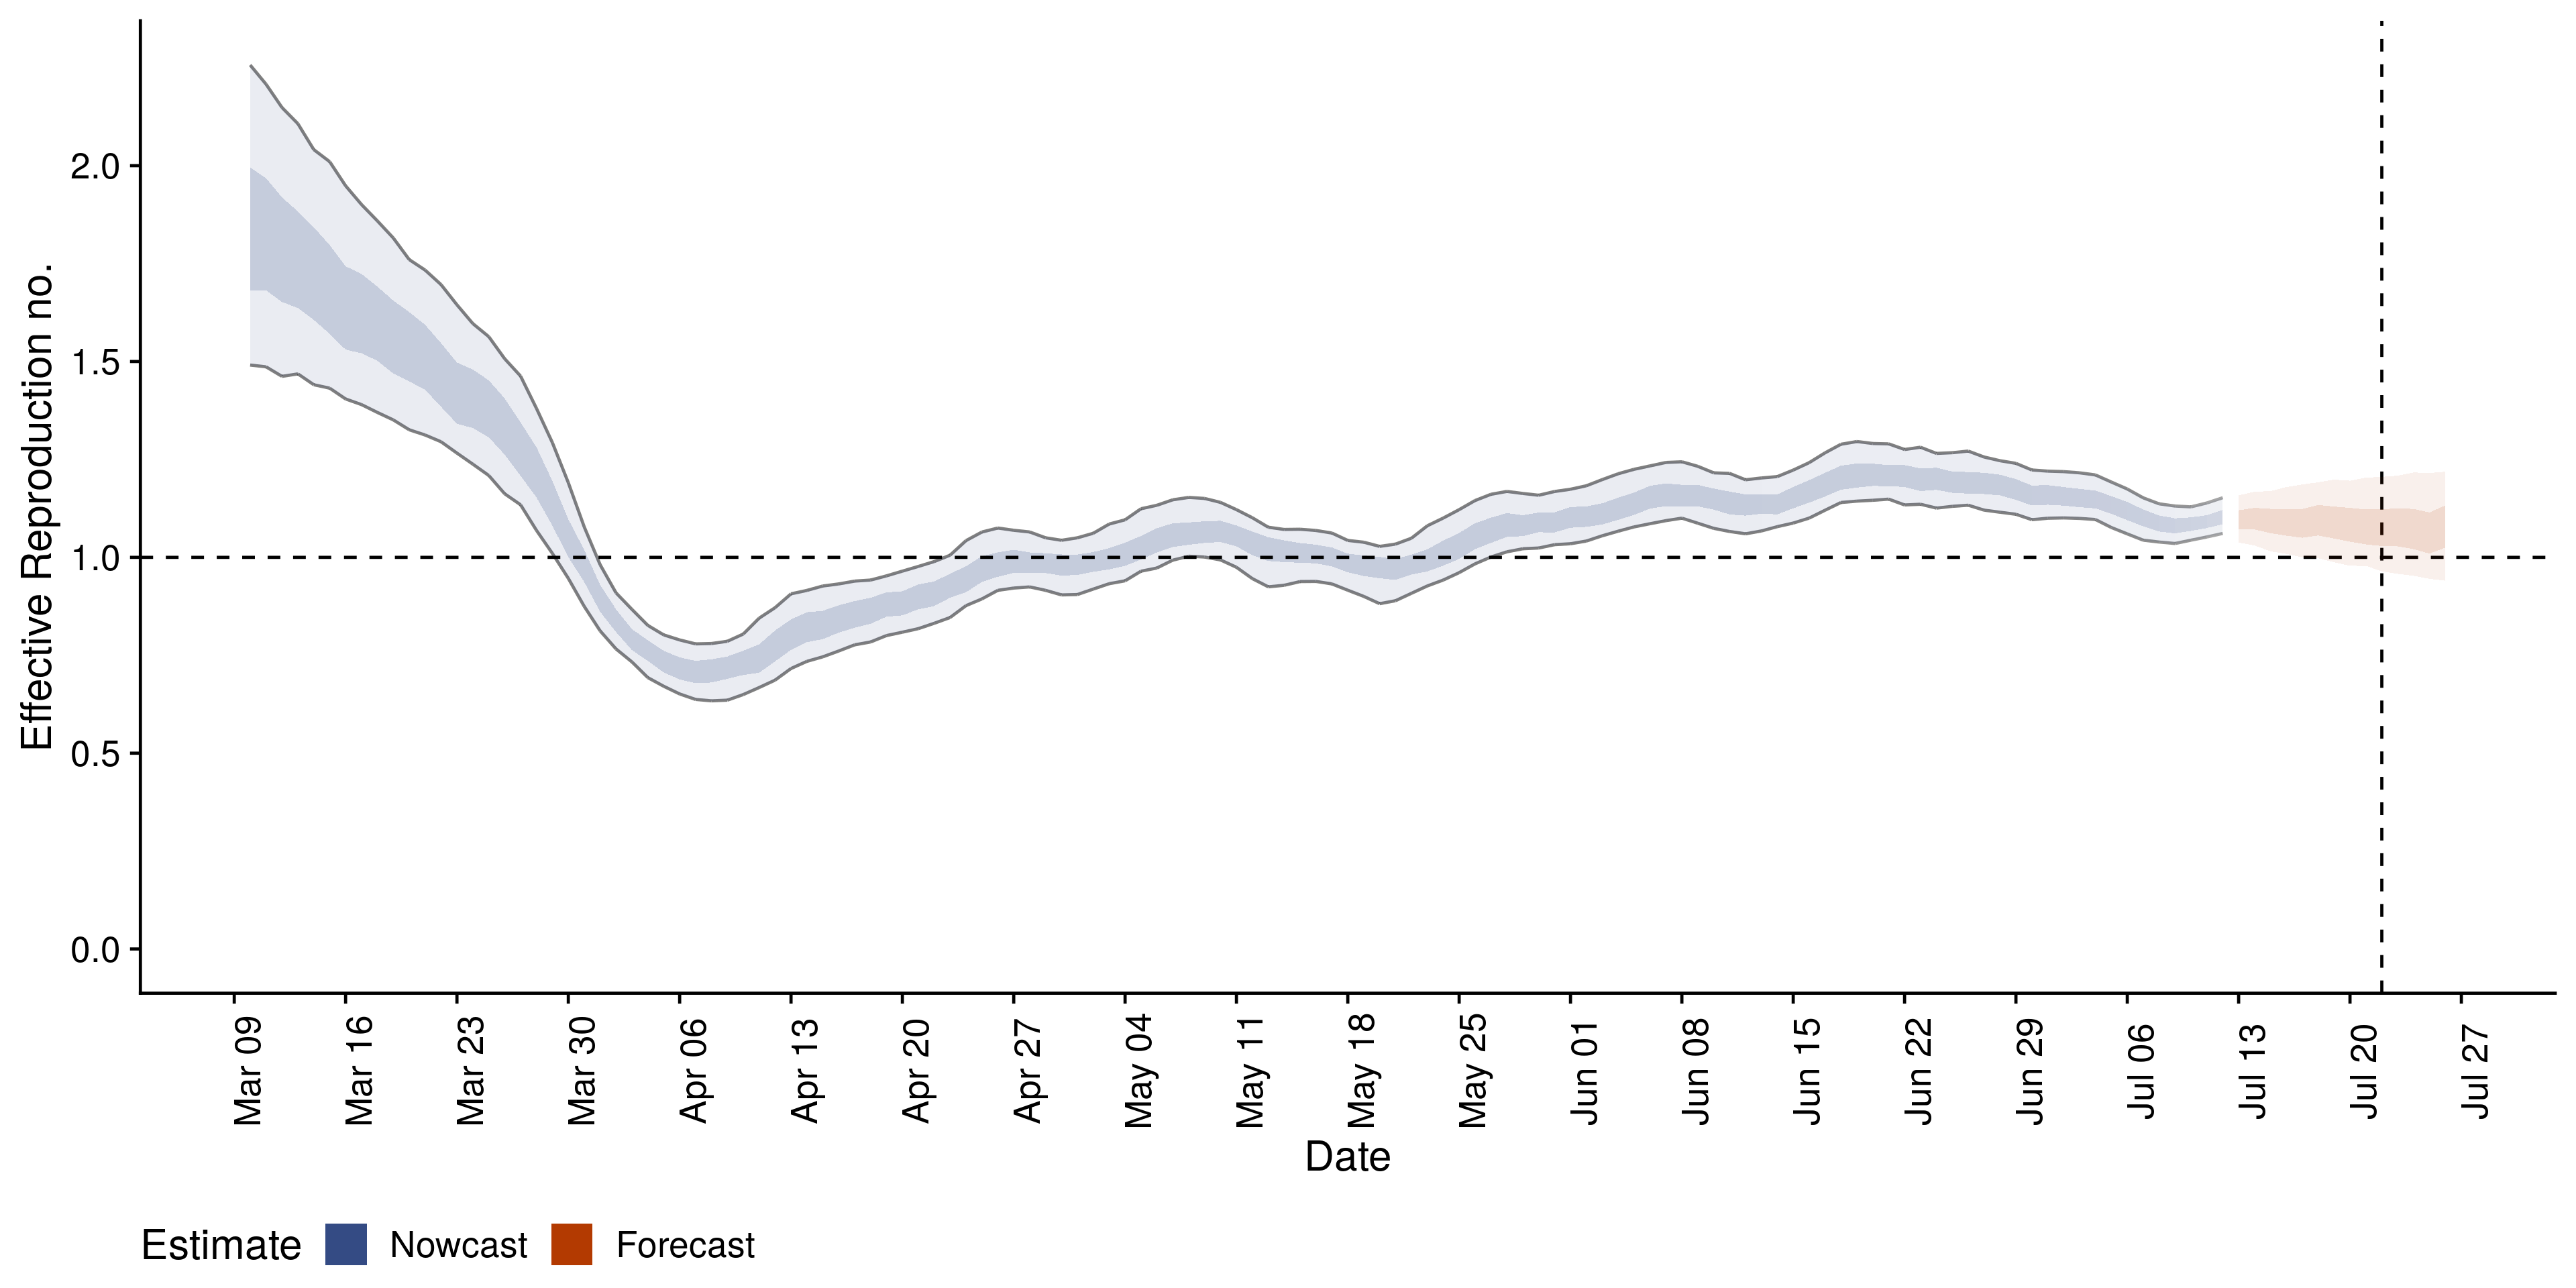 Effective Reproduction no.
2.0
1.5
1.0
0.5
0.0
Mar 09
Mar 16
Mar 23
Mar 30
Apr 06
Apr 13
Apr 20
Apr 27
May 04
May 11
May 18
May 25
Jun 01
Jun 08
Jun 15
Jun 22
Jun 29
Jul 06
Jul 13
Jul 20
Jul 27
Date
Estimate Nowcast Forecast